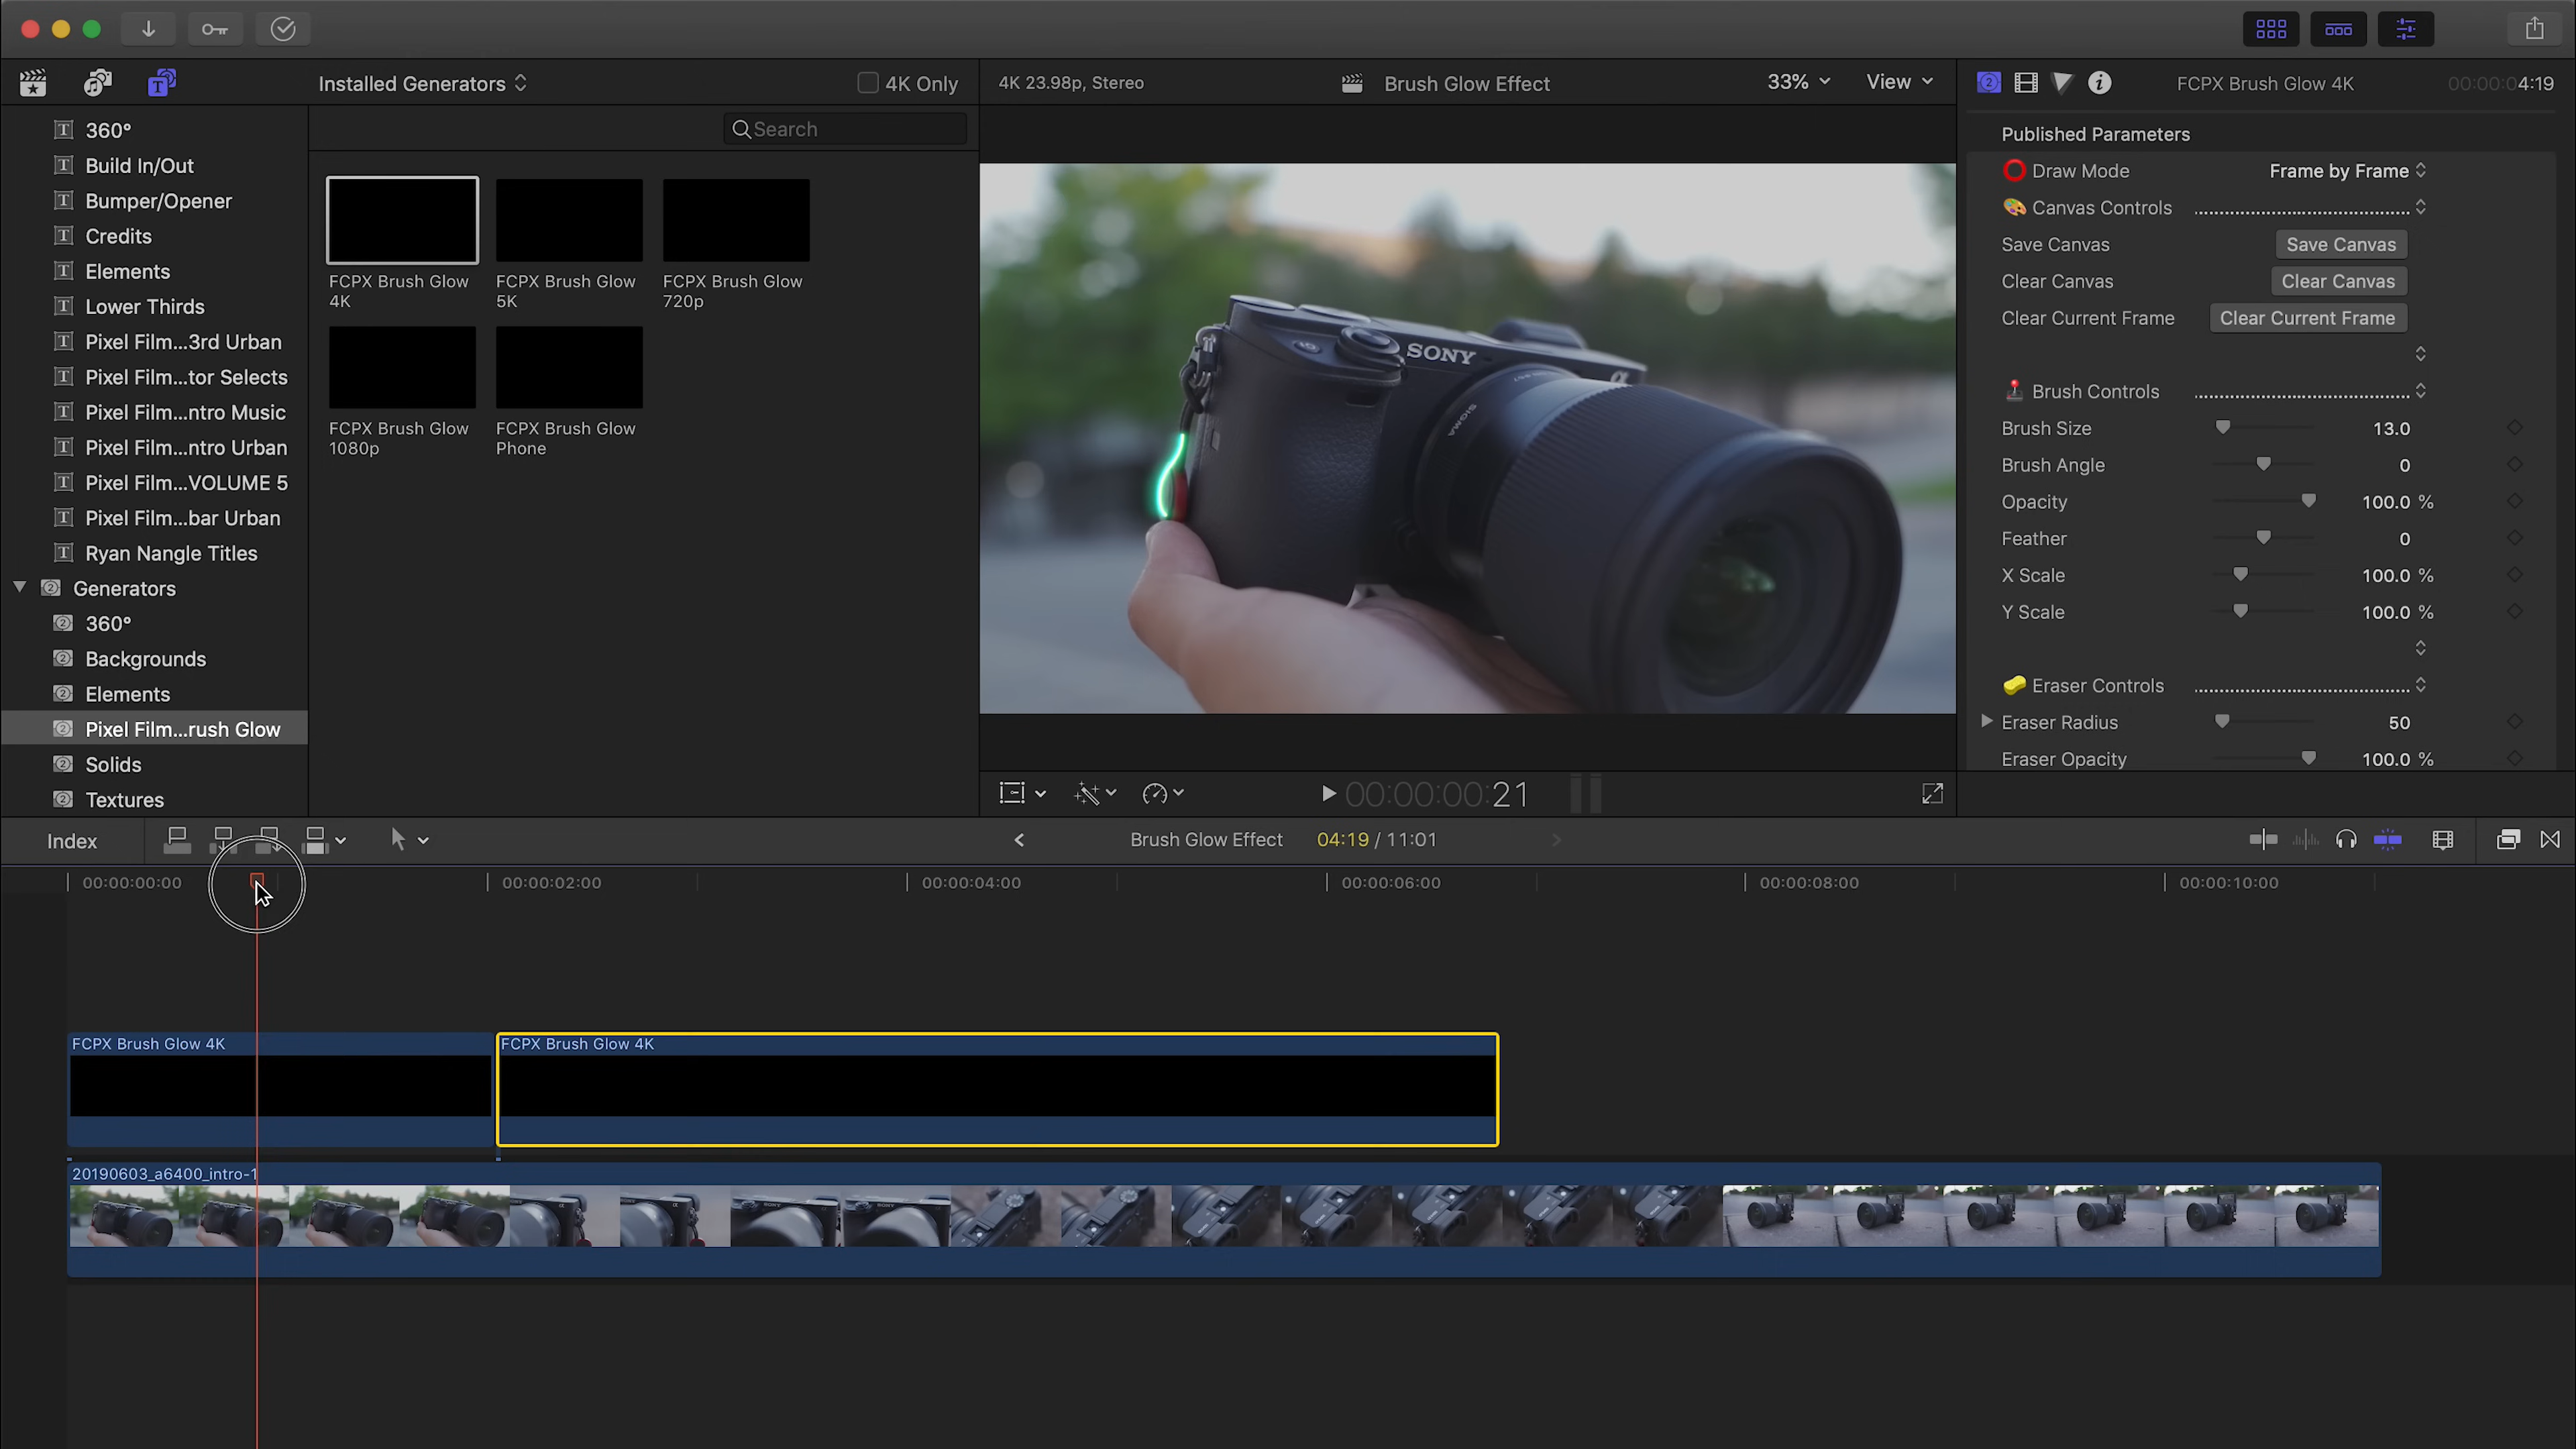 Installed Generators
4K Only
4K 23.98p, Stereo
Brush Glow Effect
33%
View
FCPX Brush Glow 4K
00:00:04:19
360°
Build In/Out
Bumper/Opener
Credits
Elements
Lower Thirds
Pixel Film...3rd Urban
Pixel Film...tor Selects
Pixel Film...ntro Music
Pixel Film...ntro Urban
Pixel Film...VOLUME 5
Pixel Film...bar Urban
Ryan Nangle Titles
Generators
360°
Backgrounds
Elements
Pixel Film...rush Glow
Solids
Textures
Search
FCPX Brush Glow
4K
FCPX Brush Glow
5K
FCPX Brush Glow
720p
FCPX Brush Glow
1080p
FCPX Brush Glow
Phone
SONY
α
SIGMA
00:00:00:21
Published Parameters
Draw Mode Frame by Frame
Canvas Controls
Save Canvas Save Canvas
Clear Canvas Clear Canvas
Clear Current Frame Clear Current Frame
Brush Controls
Brush Size 13.0
Brush Angle 0
Opacity 100.0 %
Feather 0
X Scale 100.0 %
Y Scale 100.0 %
Eraser Controls
Eraser Radius 50
Eraser Opacity 100.0 %
Index
Brush Glow Effect
04:19 / 11:01
00:00:00:00
00:00:02:00
00:00:04:00
00:00:06:00
00:00:08:00
00:00:10:00
FCPX Brush Glow 4K
FCPX Brush Glow 4K
20190603_a6400_intro-1